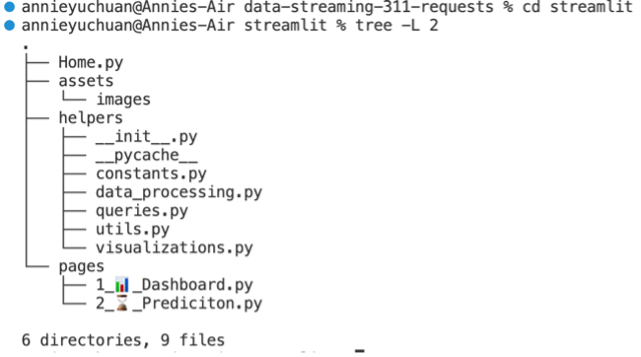 annieyuchuan@Annies-Air data-streaming-311-requests % cd streamlit
annieyuchuan@Annies-Air streamlit % tree -L 2
.
├── Home.py
├── assets
│   └── images
├── helpers
│   ├── __init__.py
│   ├── __pycache__
│   ├── constants.py
│   ├── data_processing.py
│   ├── queries.py
│   ├── utils.py
│   └── visualizations.py
└── pages
    ├── 1_📊_Dashboard.py
    └── 2_⏳_Prediciton.py
6 directories, 9 files